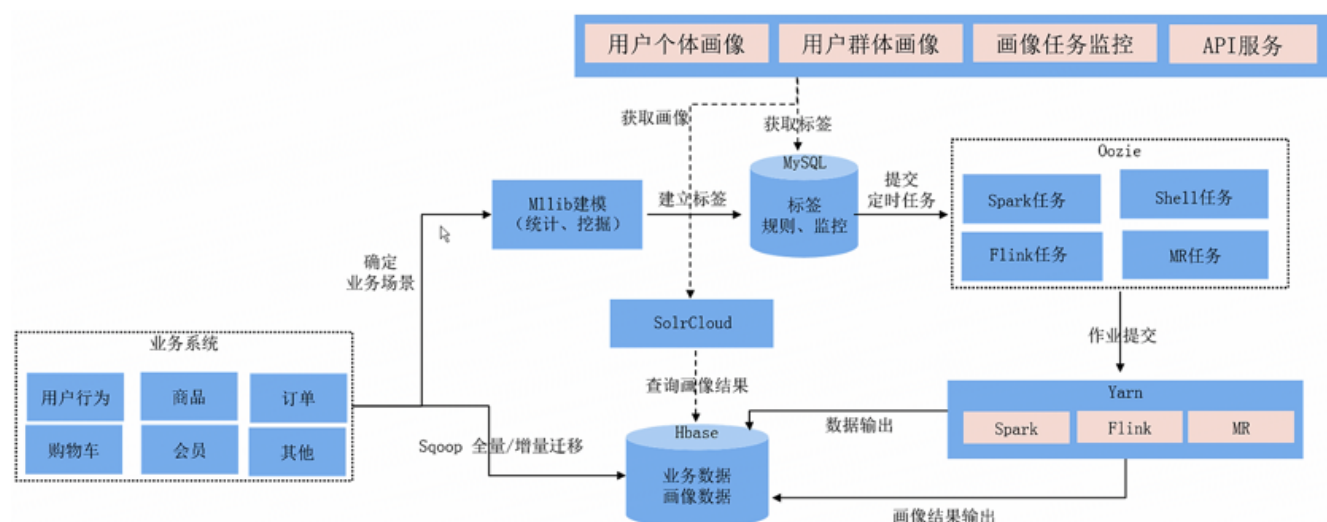 用户个体画像
用户群体画像
画像任务监控
API服务
获取画像
获取标签
MySQL
标签
规则、监控
Mllib建模
（统计、挖掘）
建立标签
提交
定时任务
Oozie
Spark任务
Shell任务
Flink任务
MR任务
确定
业务场景
SolrCloud
作业提交
业务系统
用户行为
商品
订单
购物车
会员
其他
查询画像结果
Yarn
Spark
Flink
MR
数据输出
Sqoop 全量/增量迁移
Hbase
业务数据
画像数据
画像结果输出